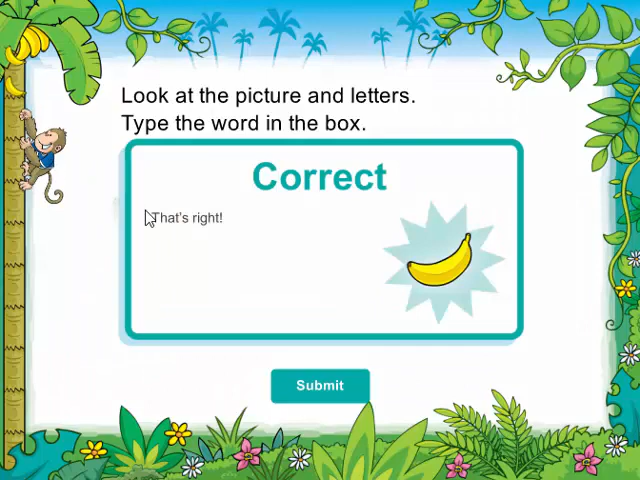 Look at the picture and letters.
Type the word in the box.
Correct
That's right!
Submit